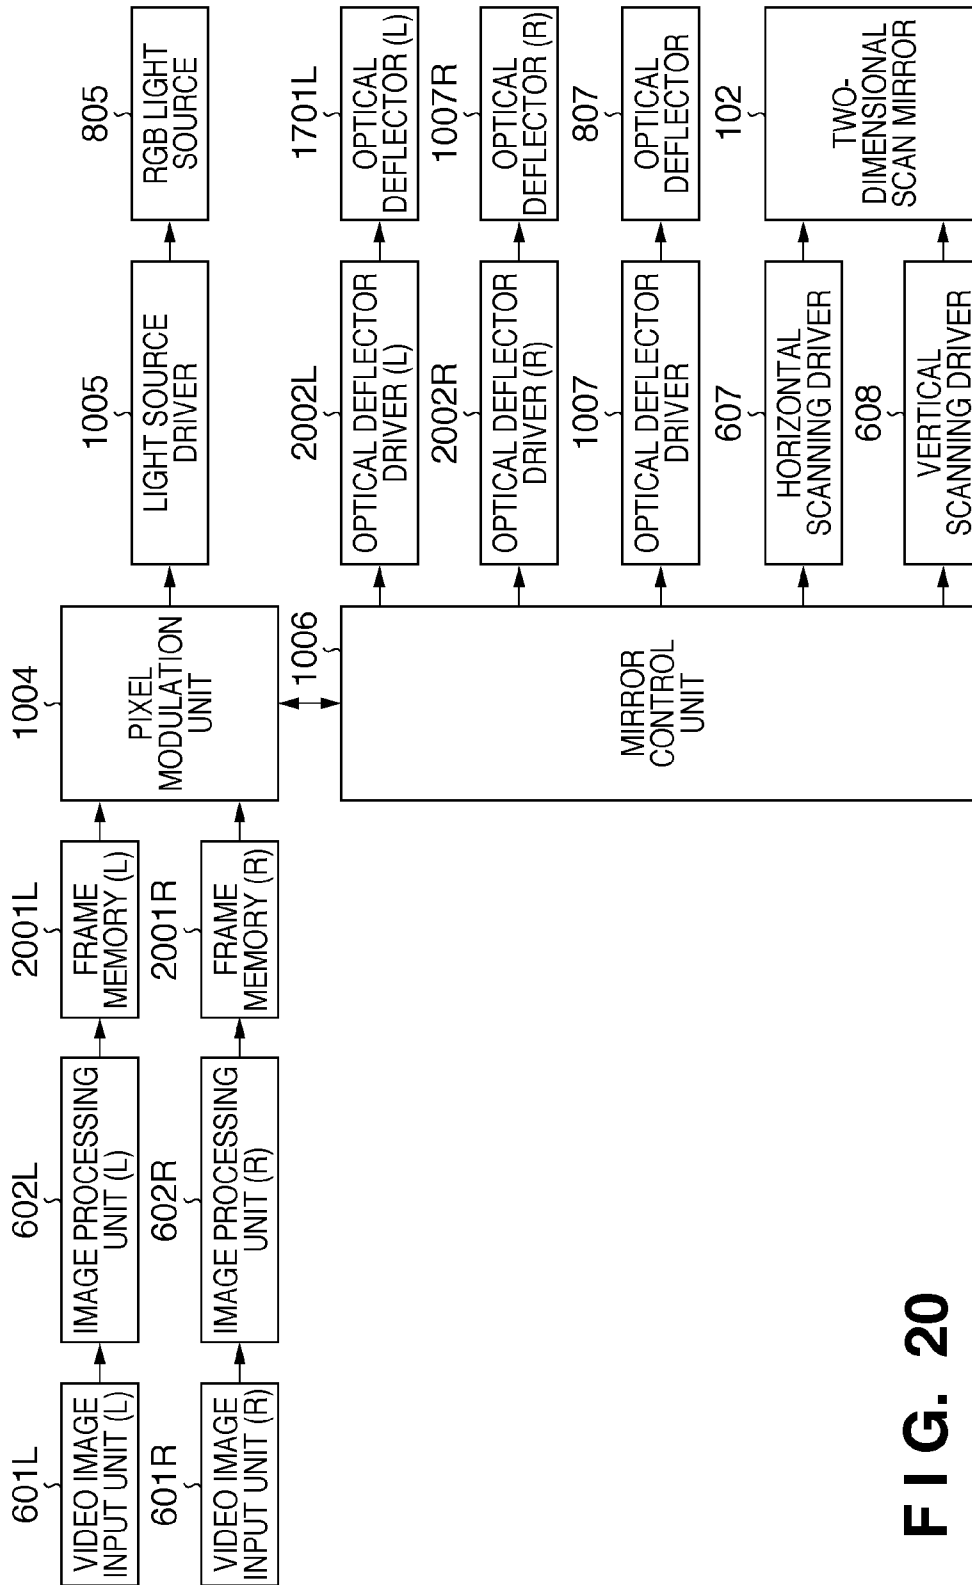 601L
VIDEO IMAGE
INPUT UNIT (L)
602L
IMAGE PROCESSING
UNIT (L)
2001L
FRAME
MEMORY (L)
601R
VIDEO IMAGE
INPUT UNIT (R)
602R
IMAGE PROCESSING
UNIT (R)
2001R
FRAME
MEMORY (R)
1004
PIXEL
MODULATION
UNIT
1005
LIGHT SOURCE
DRIVER
805
RGB LIGHT
SOURCE
1006
MIRROR
CONTROL
UNIT
2002L
OPTICAL DEFLECTOR
DRIVER (L)
1701L
OPTICAL
DEFLECTOR (L)
2002R
OPTICAL DEFLECTOR
DRIVER (R)
1007R
OPTICAL
DEFLECTOR (R)
1007
OPTICAL DEFLECTOR
DRIVER
807
OPTICAL
DEFLECTOR
607
HORIZONTAL
SCANNING DRIVER
608
VERTICAL
SCANNING DRIVER
102
TWO-
DIMENSIONAL
SCAN MIRROR
FIG. 20